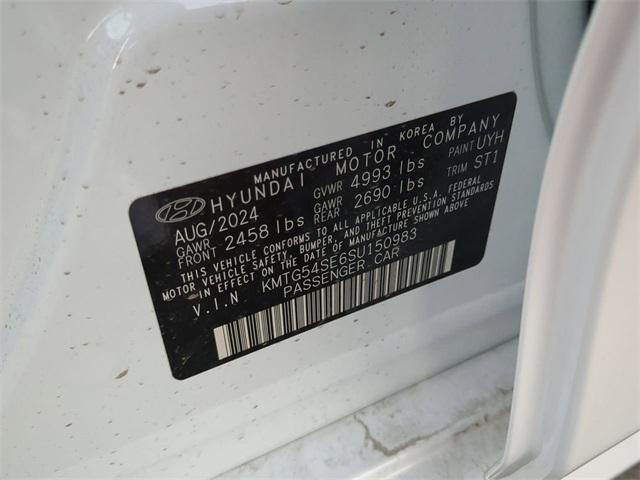 MANUFACTURED IN KOREA BY
HYUNDAI MOTOR COMPANY
AUG/2024 GVWR 4993 lbs PAINT UYH
GAWR FRONT 2458 lbs GAWR REAR 2690 lbs TRIM ST1
THIS VEHICLE CONFORMS TO ALL APPLICABLE U.S.A. FEDERAL
MOTOR VEHICLE SAFETY, BUMPER, AND THEFT PREVENTION STANDARDS
IN EFFECT ON THE DATE OF MANUFACTURE SHOWN ABOVE
V.I.N KMTG54SE6SU150983
PASSENGER CAR